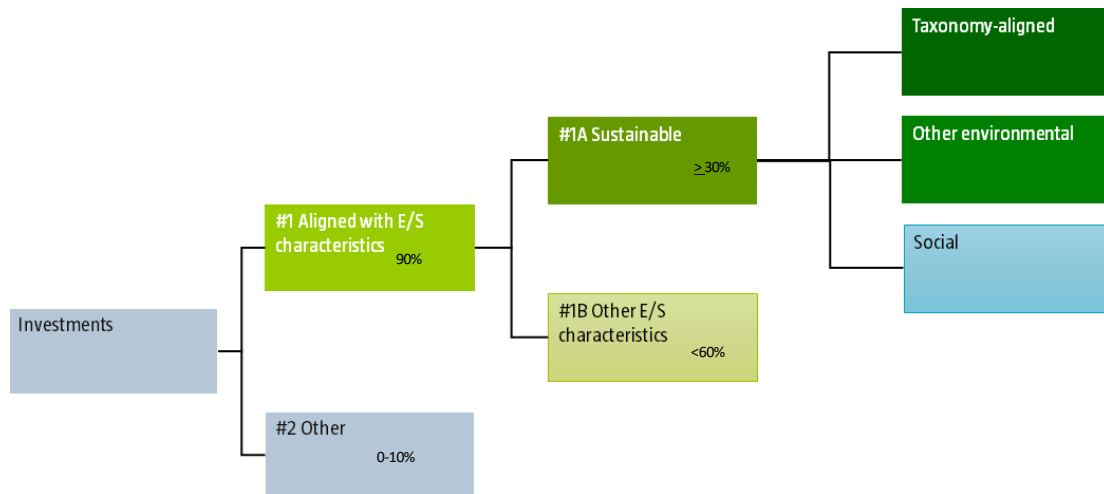 Taxonomy-aligned
#1A Sustainable
≥ 30%
Other environmental
#1 Aligned with E/S
characteristics
90%
Social
#1B Other E/S
characteristics
<60%
Investments
#2 Other
0-10%